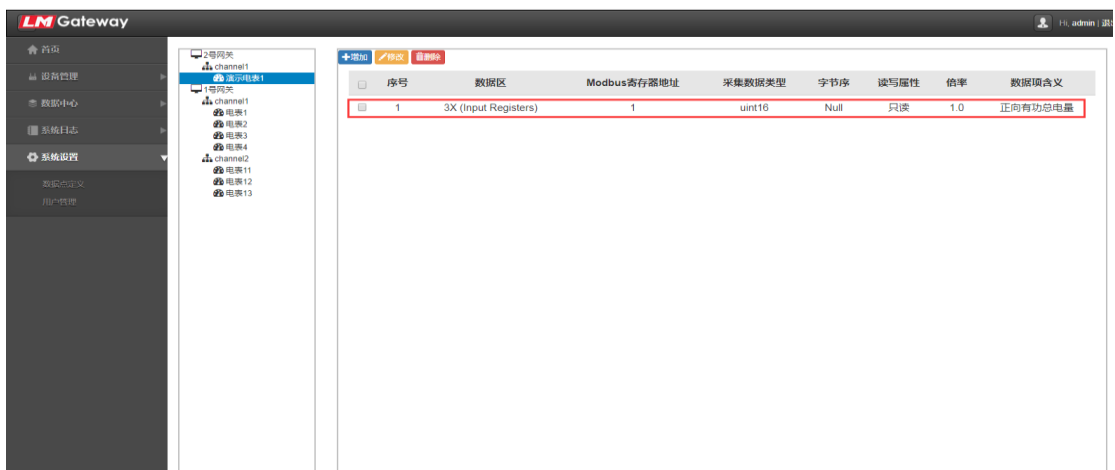 LM Gateway
Hi, admin | 退出
首页
设备管理
数据中心
系统日志
系统设置
数据点定义
用户管理
2号网关
channel1
演示电表1
1号网关
channel1
电表1
电表2
电表3
电表4
channel2
电表11
电表12
电表13
增加 修改 删除
序号 数据区 Modbus寄存器地址 采集数据类型 字节序 读写属性 倍率 数据项含义
1 3X (Input Registers) 1 uint16 Null 只读 1.0 正向有功总电量